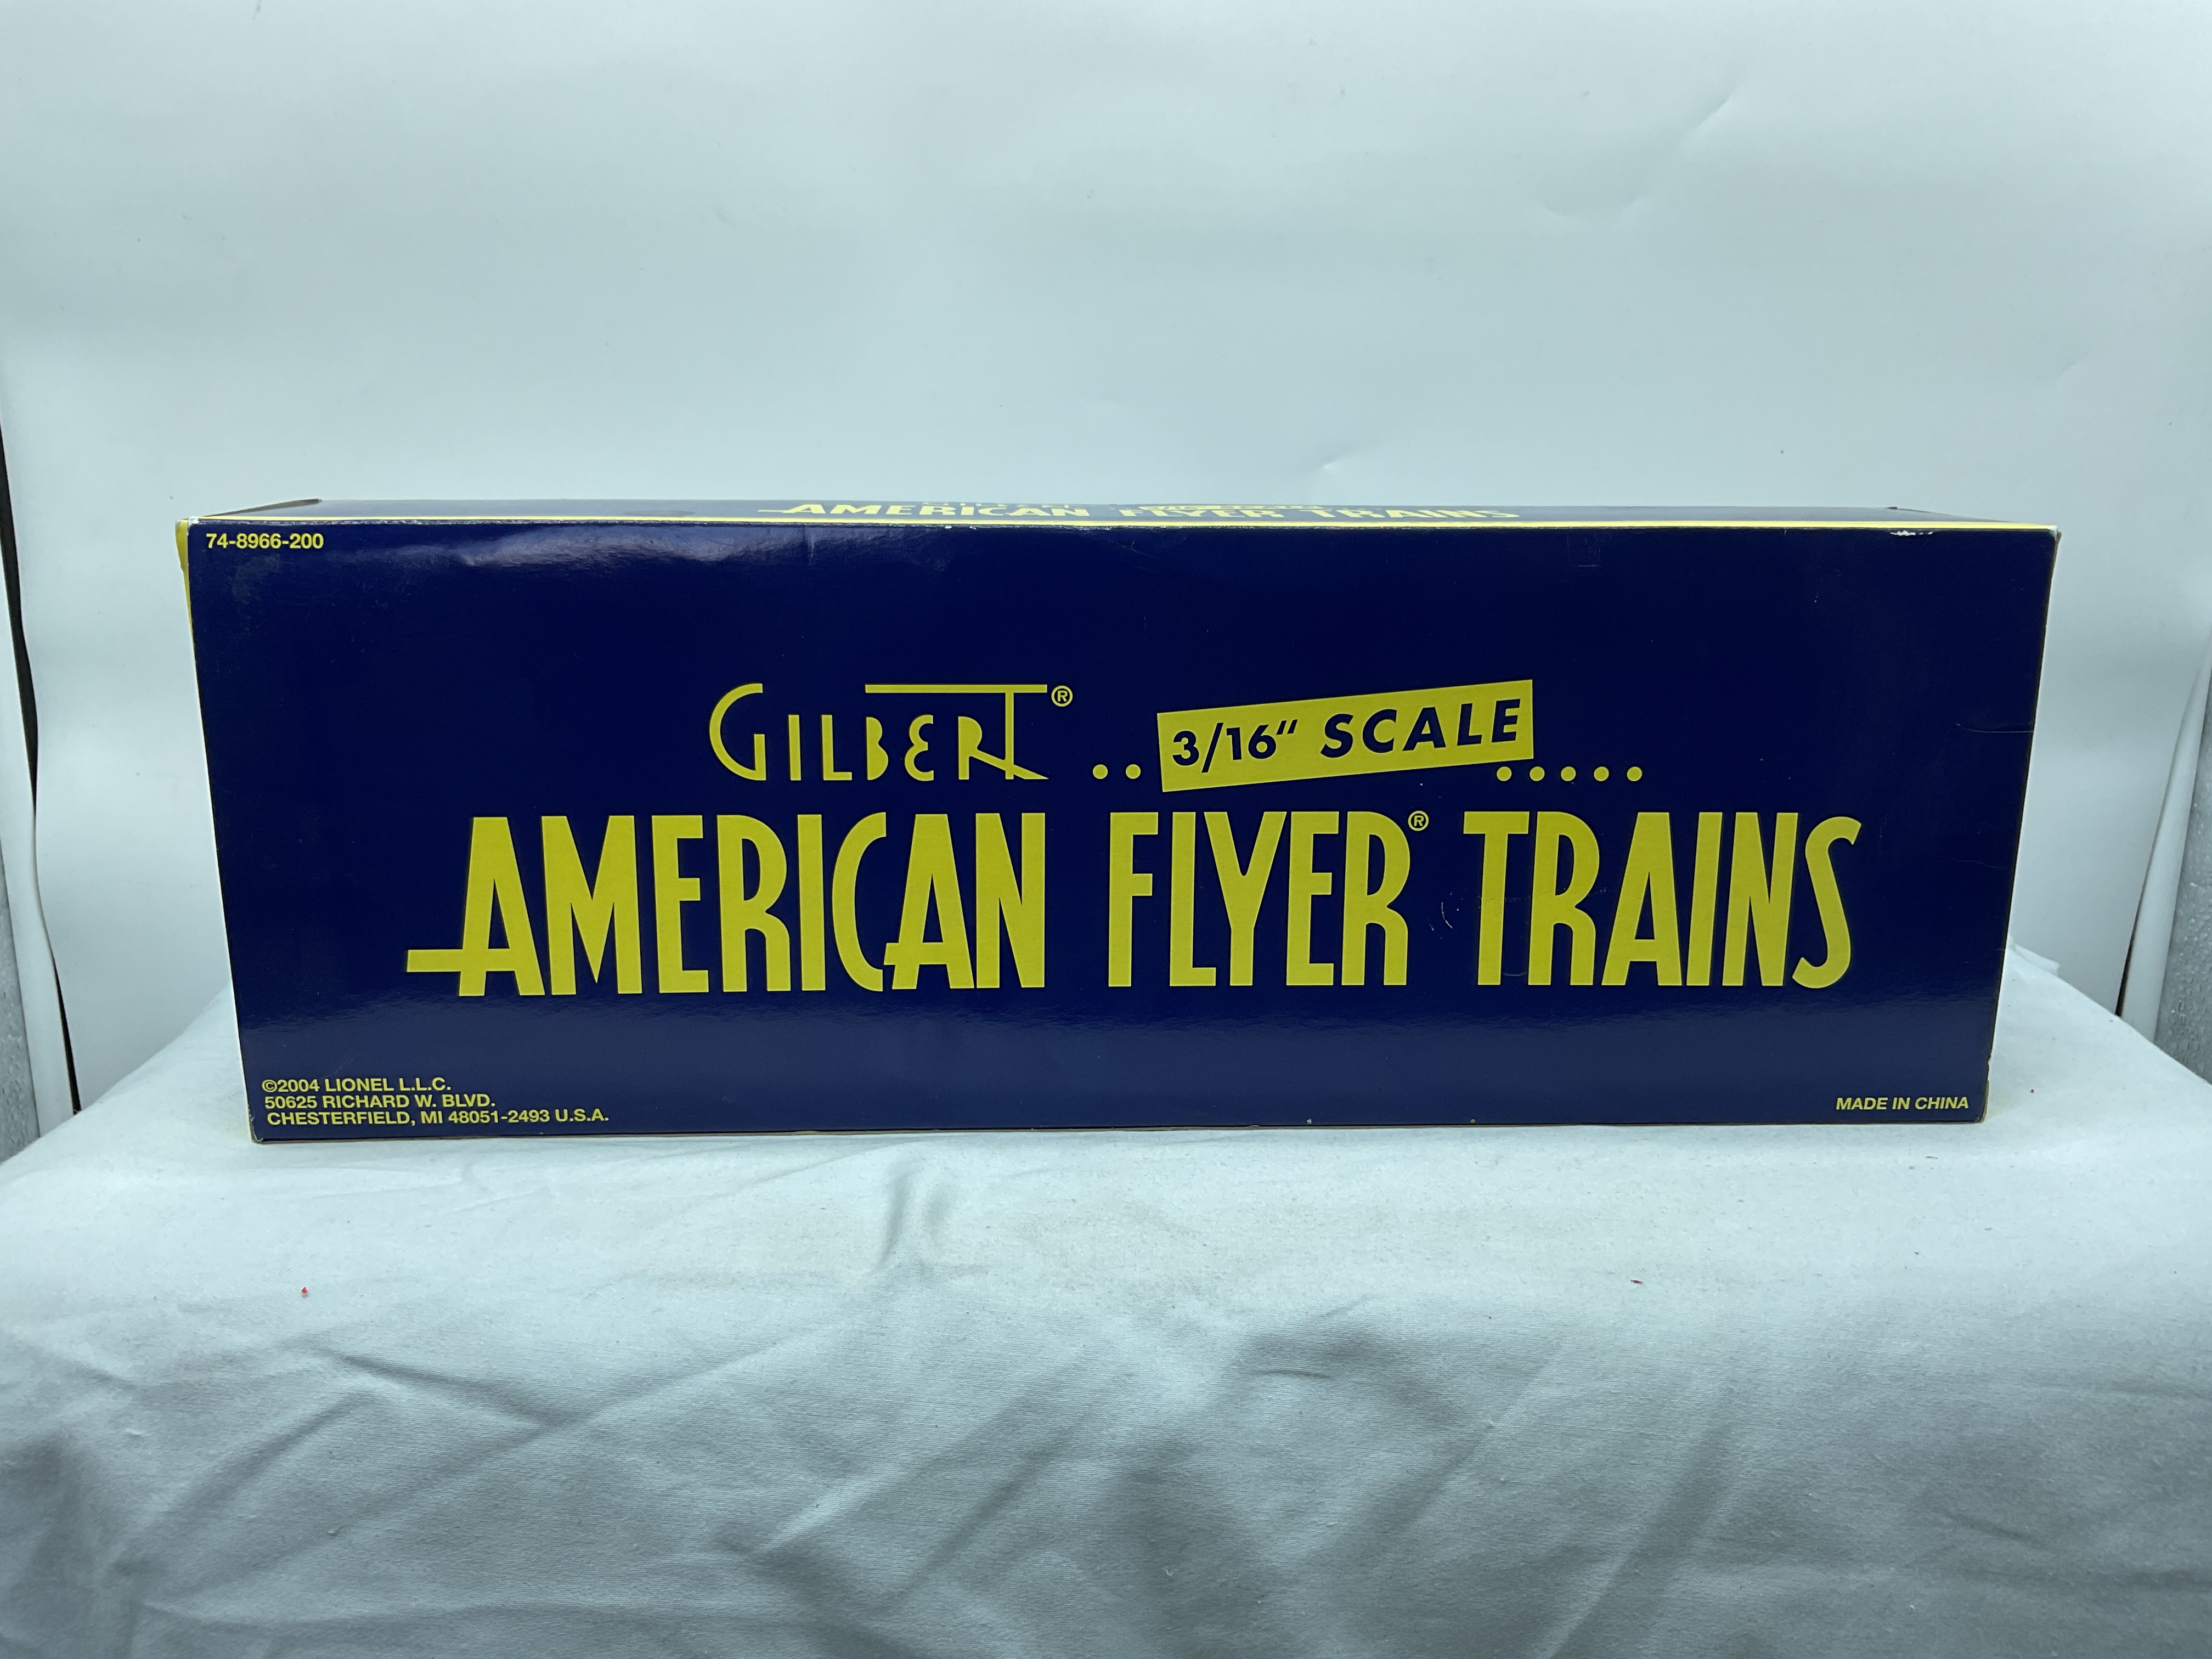 AMERICAN FLYER TRAINS
74-8966-200
GILBERT® .. 3/16“ SCALE .....
AMERICAN FLYER® TRAINS
©2004 LIONEL L.L.C.
50625 RICHARD W. BLVD.
CHESTERFIELD, MI 48051-2493 U.S.A.
MADE IN CHINA